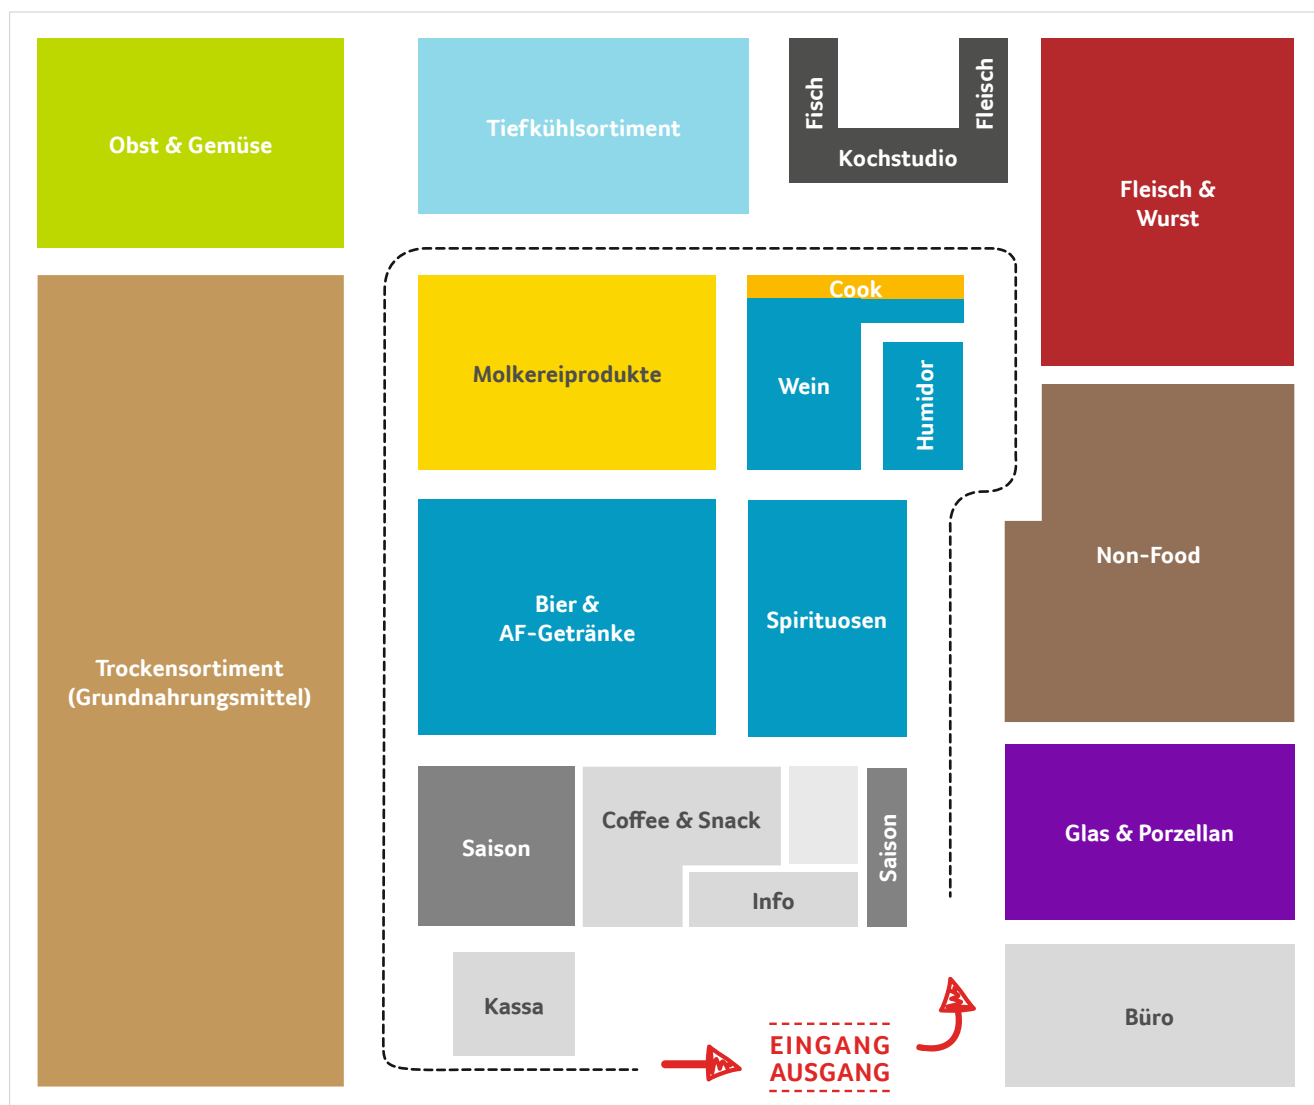 Obst & Gemüse
Tiefkühlsortiment
Fisch
Fleisch
Kochstudio
Fleisch &
Wurst
Cook
Molkereiprodukte
Wein
Humidor
Non-Food
Bier &
AF-Getränke
Spirituosen
Trockensortiment
(Grundnahrungsmittel)
Saison
Coffee & Snack
Info
Saison
Glas & Porzellan
Kassa
EINGANG
AUSGANG
Büro